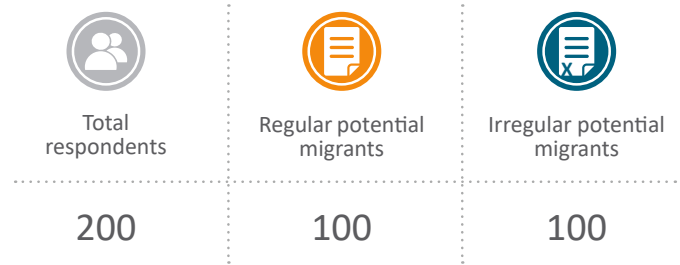 Total
respondents
Regular potential
migrants
X
Irregular potential
migrants
200
100
100